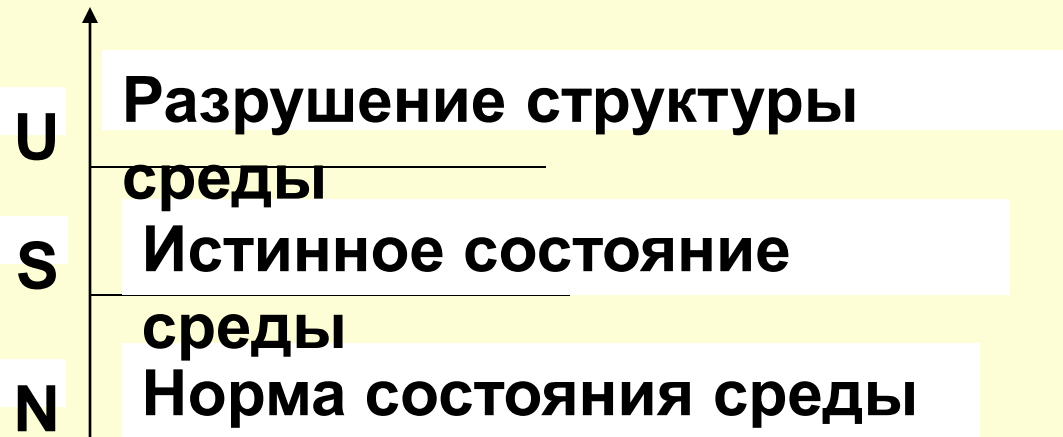 U
Разрушение структуры
среды
S
Истинное состояние
среды
N
Норма состояния среды